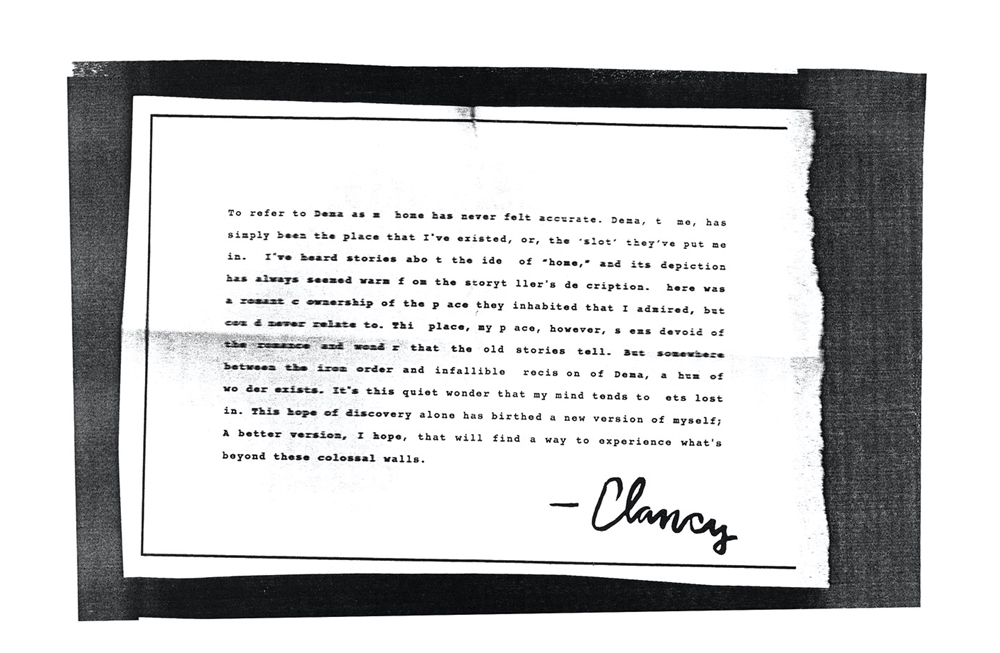 To refer to Dema as m home has never felt accurate. Dema, t me, has
simply been the place that I've existed, or, the 'slot' they've put me
in. I've heard stories abo t the ide of "home," and its depiction
has always seemed warm f om the storyt ller's de cription. here was
a romant c ownership of the p ace they inhabited that I admired, but
cou d never relate to. Thi place, my p ace, however, s ems devoid of
the romance and wond r that the old stories tell. But somewhere
between the iron order and infallible recis on of Dema, a hum of
wo der exists. It's this quiet wonder that my mind tends to ets lost
in. This hope of discovery alone has birthed a new version of myself;
A better version, I hope, that will find a way to experience what's
beyond these colossal walls.
— Clancy